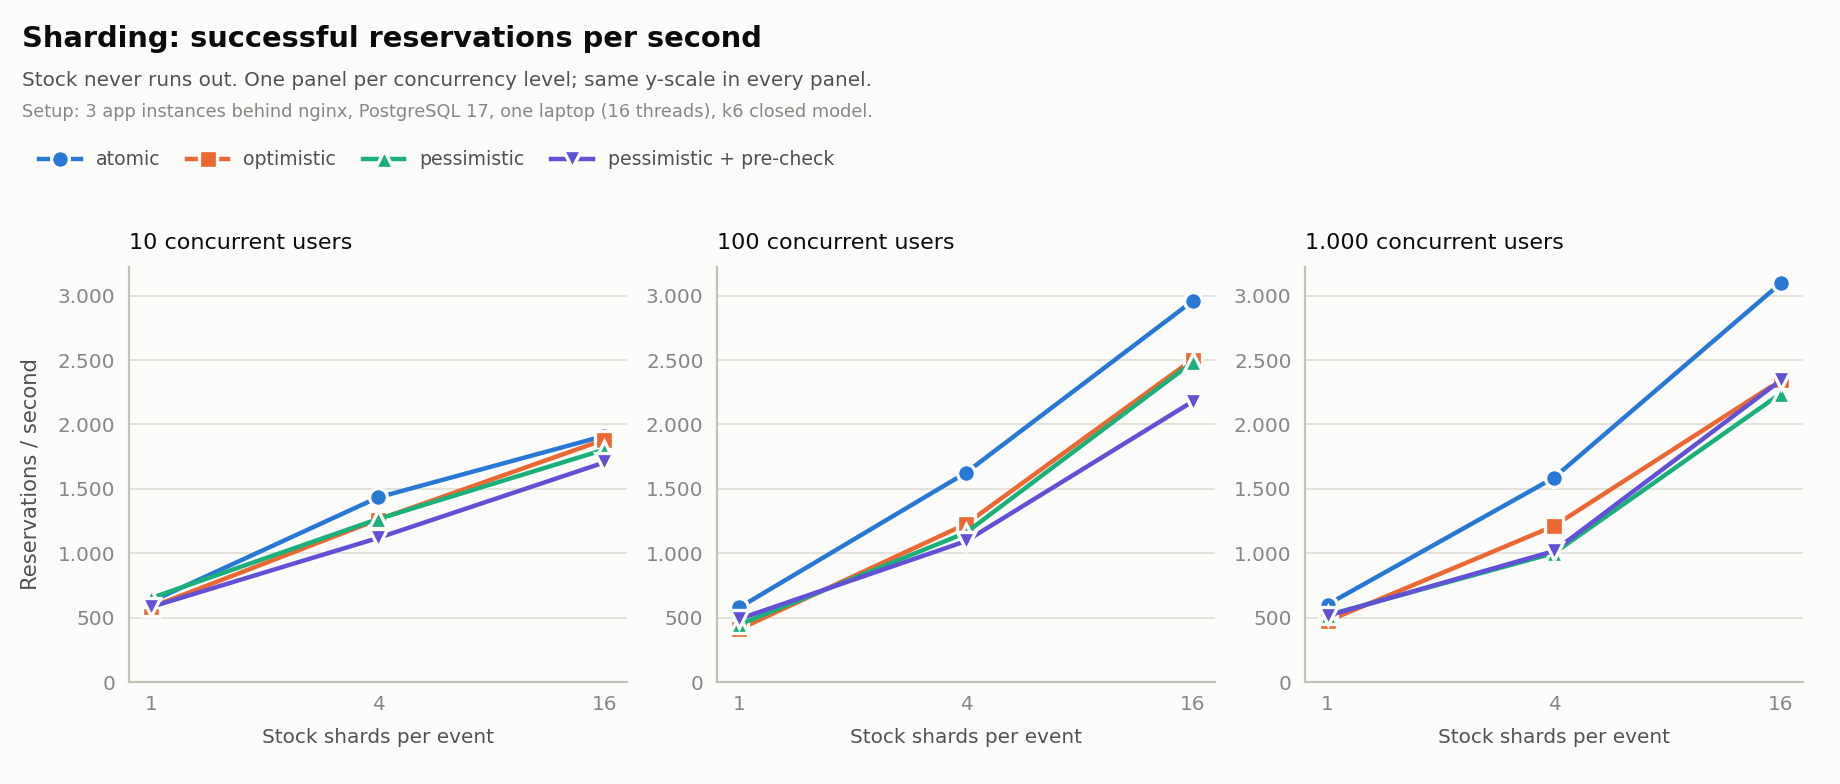 Sharding: successful reservations per second
Stock never runs out. One panel per concurrency level; same y-scale in every panel.
Setup: 3 app instances behind nginx, PostgreSQL 17, one laptop (16 threads), k6 closed model.
atomic optimistic pessimistic pessimistic + pre-check
10 concurrent users
Reservations / second
3.000
2.500
2.000
1.500
1.000
500
0
1 4 16
Stock shards per event
100 concurrent users
3.000
2.500
2.000
1.500
1.000
500
0
1 4 16
Stock shards per event
1.000 concurrent users
3.000
2.500
2.000
1.500
1.000
500
0
1 4 16
Stock shards per event